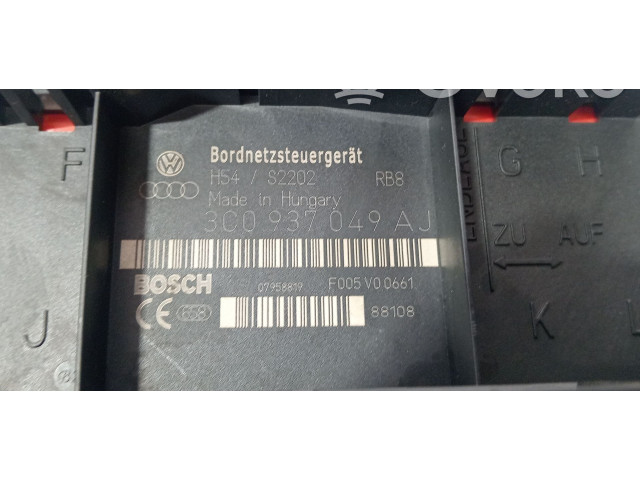 Bordnetzsteuergerät
H54 / S2202 RB8
Made in Hungary
3C0 937 049 AJ
BOSCH 07958819 F005 V0 0661
CE 88108
F
J
G H
ZU AUF
K L